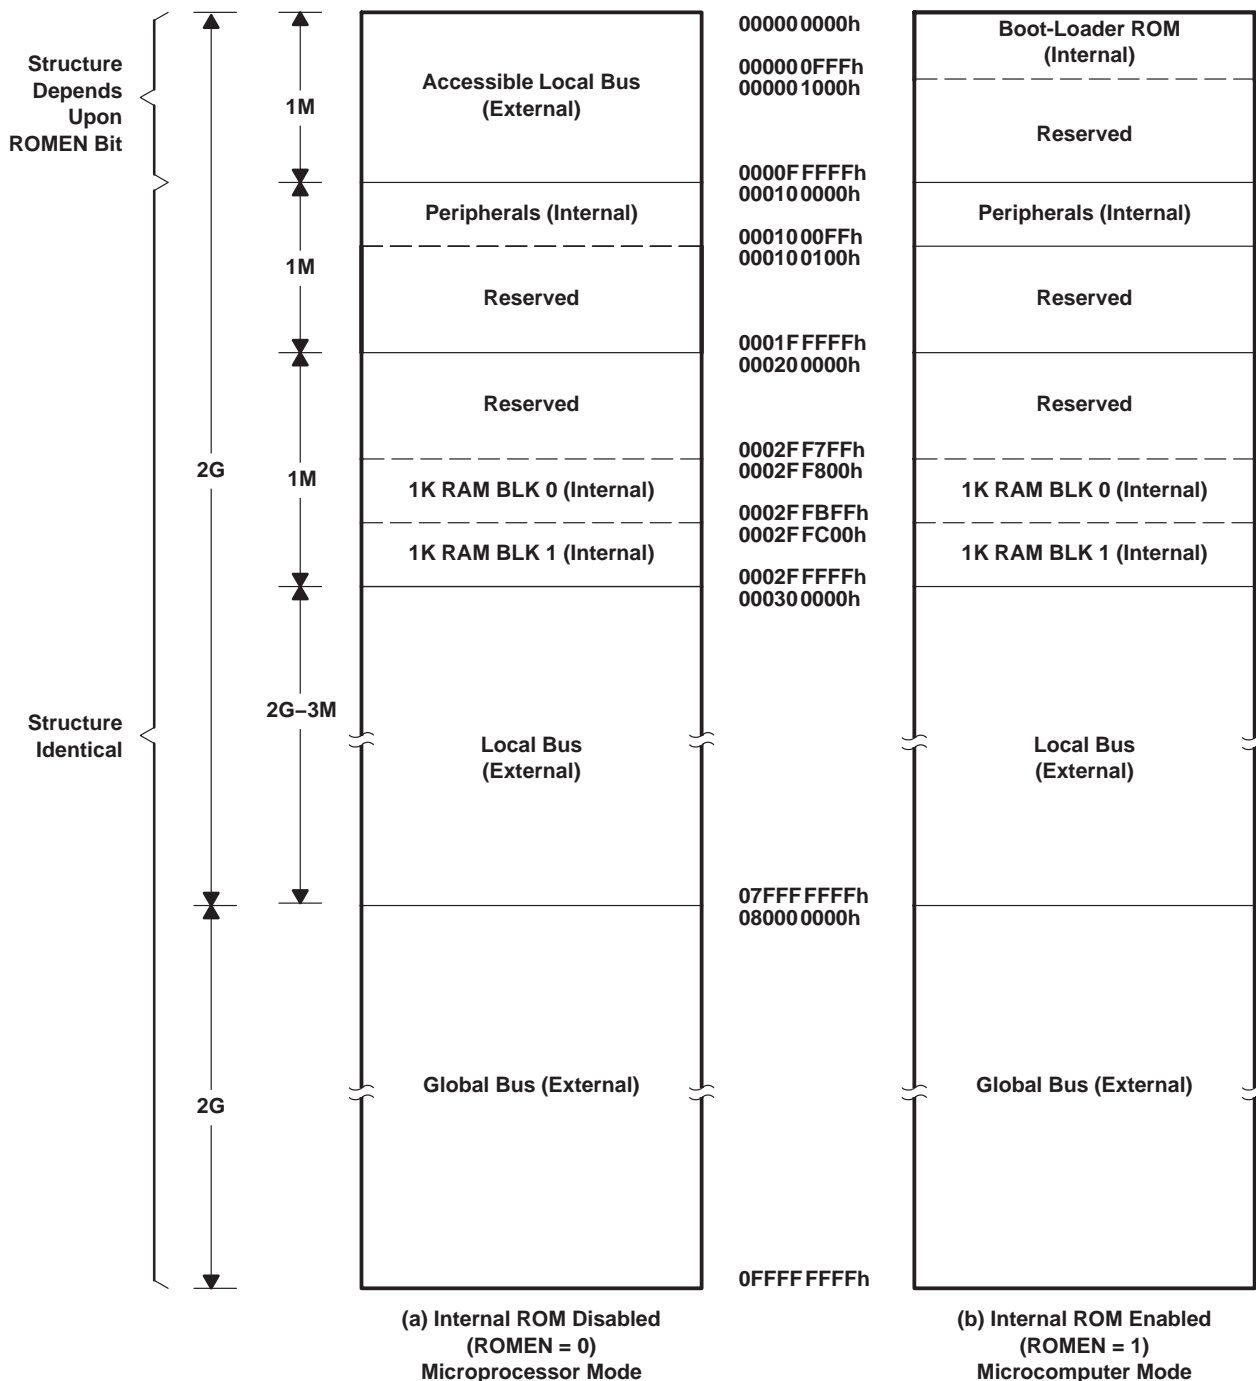 Structure
Depends
Upon
ROMEN Bit
Structure
Identical
2G
2G
1M
1M
1M
2G–3M
Accessible Local Bus
(External)
Peripherals (Internal)
Reserved
Reserved
1K RAM BLK 0 (Internal)
1K RAM BLK 1 (Internal)
Local Bus
(External)
Global Bus (External)
(a) Internal ROM Disabled
(ROMEN = 0)
Microprocessor Mode
00000 0000h
00000 0FFFh
00000 1000h
0000F FFFFh
00010 0000h
00010 00FFh
00010 0100h
0001F FFFFh
00020 0000h
0002F F7FFh
0002F F800h
0002F FBFFh
0002F FC00h
0002F FFFFh
00030 0000h
07FFF FFFFh
08000 0000h
0FFFF FFFFh
Boot-Loader ROM
(Internal)
Reserved
Peripherals (Internal)
Reserved
Reserved
1K RAM BLK 0 (Internal)
1K RAM BLK 1 (Internal)
Local Bus
(External)
Global Bus (External)
(b) Internal ROM Enabled
(ROMEN = 1)
Microcomputer Mode